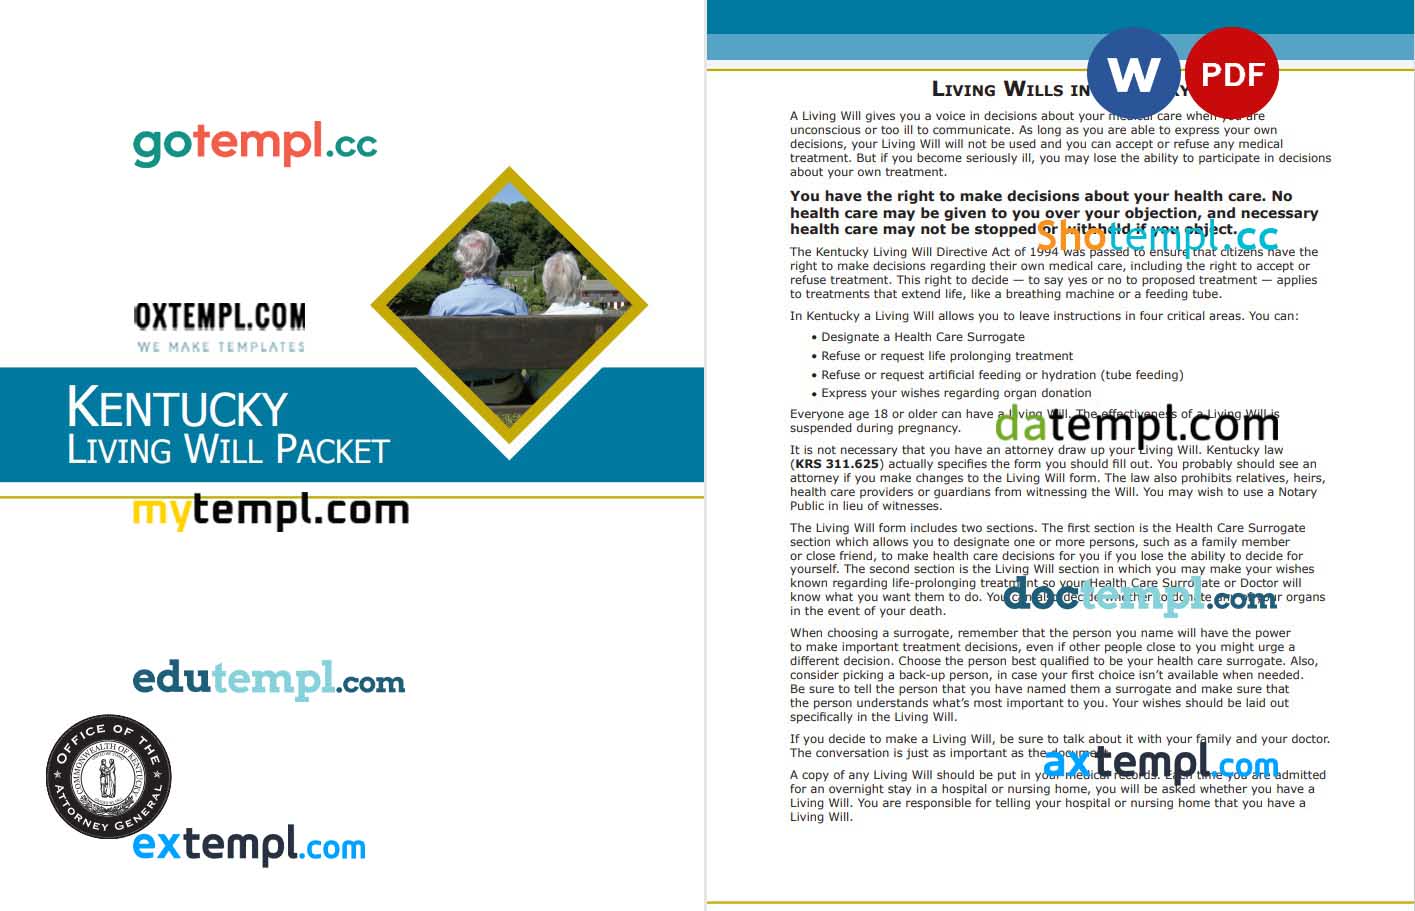 gotempl.cc
OXTEMPL.COM
WE MAKE TEMPLATES
KENTUCKY
LIVING WILL PACKET
mytempl.com
edutempl.com
OFFICE OF THE
ATTORNEY GENERAL
COMMONWEALTH OF KENTUCKY
extempl.com
W PDF
LIVING WILLS IN
A Living Will gives you a voice in decisions about your medical care when you are
unconscious or too ill to communicate. As long as you are able to express your own
decisions, your Living Will will not be used and you can accept or refuse any medical
treatment. But if you become seriously ill, you may lose the ability to participate in decisions
about your own treatment.
You have the right to make decisions about your health care. No
health care may be given to you over your objection, and necessary
health care may not be stopped or withheld if you object.
Shotempl.cc
The Kentucky Living Will Directive Act of 1994 was passed to ensure that citizens have the
right to make decisions regarding their own medical care, including the right to accept or
refuse treatment. This right to decide — to say yes or no to proposed treatment — applies
to treatments that extend life, like a breathing machine or a feeding tube.
In Kentucky a Living Will allows you to leave instructions in four critical areas. You can:
• Designate a Health Care Surrogate
• Refuse or request life prolonging treatment
• Refuse or request artificial feeding or hydration (tube feeding)
• Express your wishes regarding organ donation
Everyone age 18 or older can have a Living Will. The effectiveness of a Living Will is
suspended during pregnancy.
datempl.com
It is not necessary that you have an attorney draw up your Living Will. Kentucky law
(KRS 311.625) actually specifies the form you should fill out. You probably should see an
attorney if you make changes to the Living Will form. The law also prohibits relatives, heirs,
health care providers or guardians from witnessing the Will. You may wish to use a Notary
Public in lieu of witnesses.
The Living Will form includes two sections. The first section is the Health Care Surrogate
section which allows you to designate one or more persons, such as a family member
or close friend, to make health care decisions for you if you lose the ability to decide for
yourself. The second section is the Living Will section in which you may make your wishes
known regarding life-prolonging treatment so your Health Care Surrogate or Doctor will
know what you want them to do. You can also decide whether to donate any of your organs
in the event of your death.
doctempl.com
When choosing a surrogate, remember that the person you name will have the power
to make important treatment decisions, even if other people close to you might urge a
different decision. Choose the person best qualified to be your health care surrogate. Also,
consider picking a back-up person, in case your first choice isn't available when needed.
Be sure to tell the person that you have named them a surrogate and make sure that
the person understands what's most important to you. Your wishes should be laid out
specifically in the Living Will.
If you decide to make a Living Will, be sure to talk about it with your family and your doctor.
The conversation is just as important as the document.
axtempl.com
A copy of any Living Will should be put in your medical records. Each time you are admitted
for an overnight stay in a hospital or nursing home, you will be asked whether you have a
Living Will. You are responsible for telling your hospital or nursing home that you have a
Living Will.